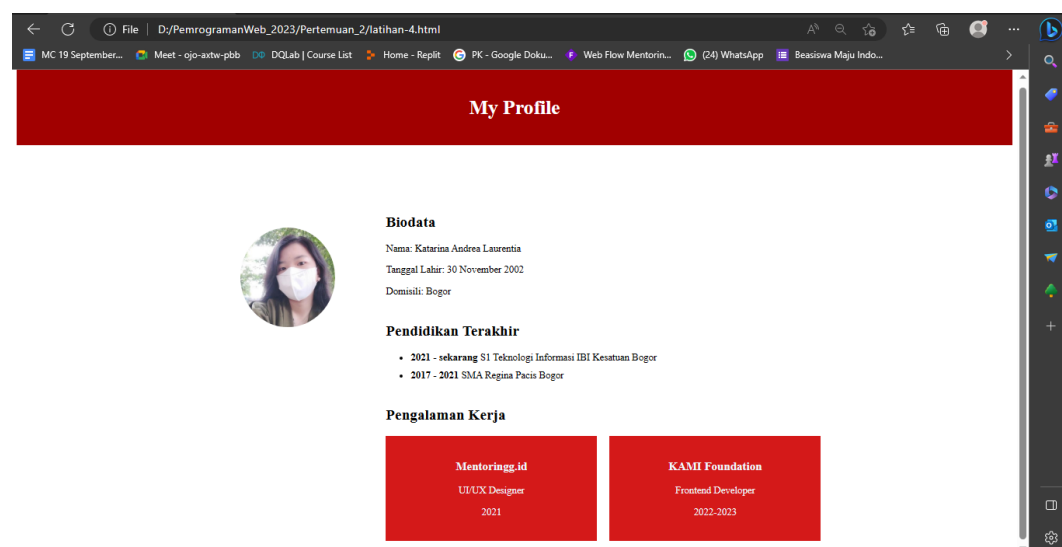 File | D:/PemrogramanWeb_2023/Pertemuan_2/latihan-4.html
MC 19 September... Meet - ojo-axtw-pbb DQLab | Course List Home - Replit PK - Google Doku... Web Flow Mentorin... (24) WhatsApp Beasiswa Maju Indo...
My Profile
Biodata
Nama: Katarina Andrea Laurentia
Tanggal Lahir: 30 November 2002
Domisili: Bogor
Pendidikan Terakhir
• 2021 - sekarang S1 Teknologi Informasi IBI Kesatuan Bogor
• 2017 - 2021 SMA Regina Pacis Bogor
Pengalaman Kerja
Mentoringg.id
UI/UX Designer
2021
KAMI Foundation
Frontend Developer
2022-2023